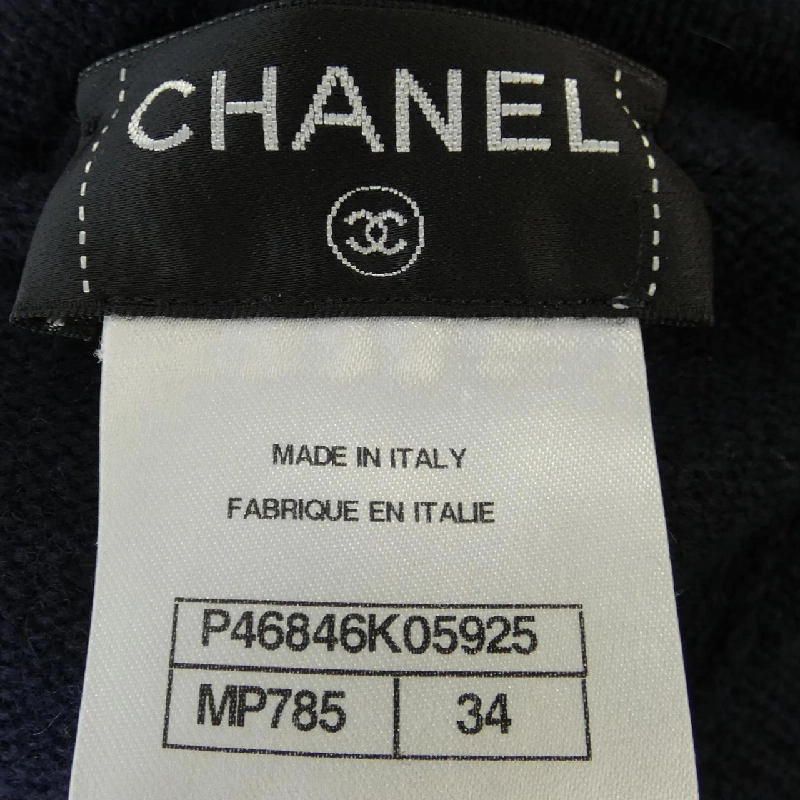 CHANEL
MADE IN ITALY
FABRIQUE EN ITALIE
P46846K05925
MP785 34